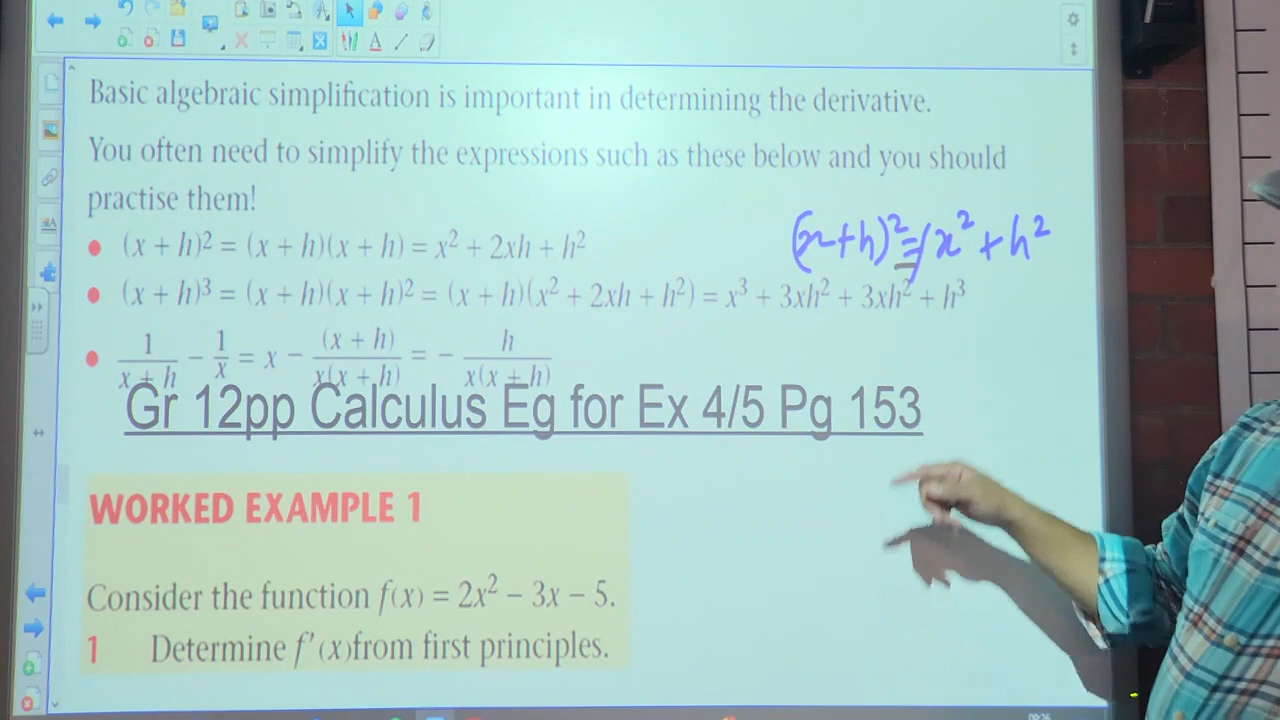 Basic algebraic simplification is important in determining the derivative.
You often need to simplify the expressions such as these below and you should
practise them!
(x+h)² ≠ x² + h²
• (x + h)2 = (x + h)(x + h) = x² + 2xh + h²
• (x + h)³ = (x + h)(x + h)² = (x + h)(x² + 2xh + h²) = x³ + 3xh² + 3xh² + h³
• 1/(x + h) − 1/x = x − (x + h)/x(x + h) = − h/x(x + h)
Gr 12pp Calculus Eg for Ex 4/5 Pg 153
WORKED EXAMPLE 1
Consider the function f(x) = 2x² − 3x − 5.
1 Determine f′(x)from first principles.